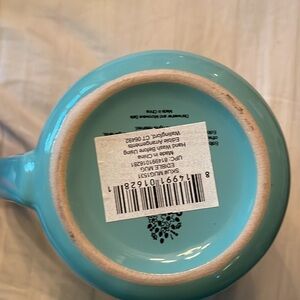 Dishwasher and Microwave Safe
Made in China
SKU# MUG1531
EDIBLE MUG
UPC: 814991016281
Made in China
Hand Wash Before Using
Edible Arrangements
Wallingford, CT 06492
8 14991 01628 1